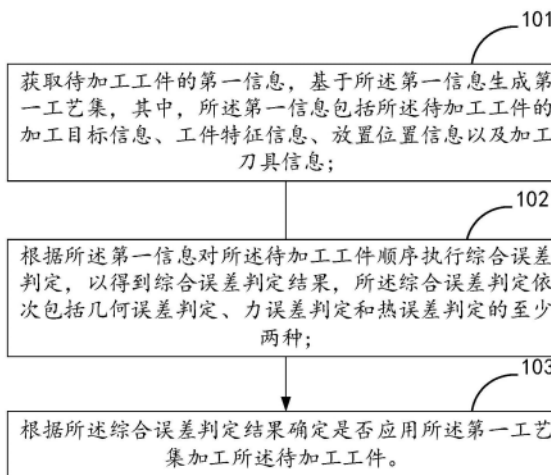 101
获取待加工工件的第一信息，基于所述第一信息生成第
一工艺集，其中，所述第一信息包括所述待加工工件的
加工目标信息、工件特征信息、放置位置信息以及加工
刀具信息；
102
根据所述第一信息对所述待加工工件顺序执行综合误差
判定，以得到综合误差判定结果，所述综合误差判定依
次包括几何误差判定、力误差判定和热误差判定的至少
两种；
103
根据所述综合误差判定结果确定是否应用所述第一工艺
集加工所述待加工工件。